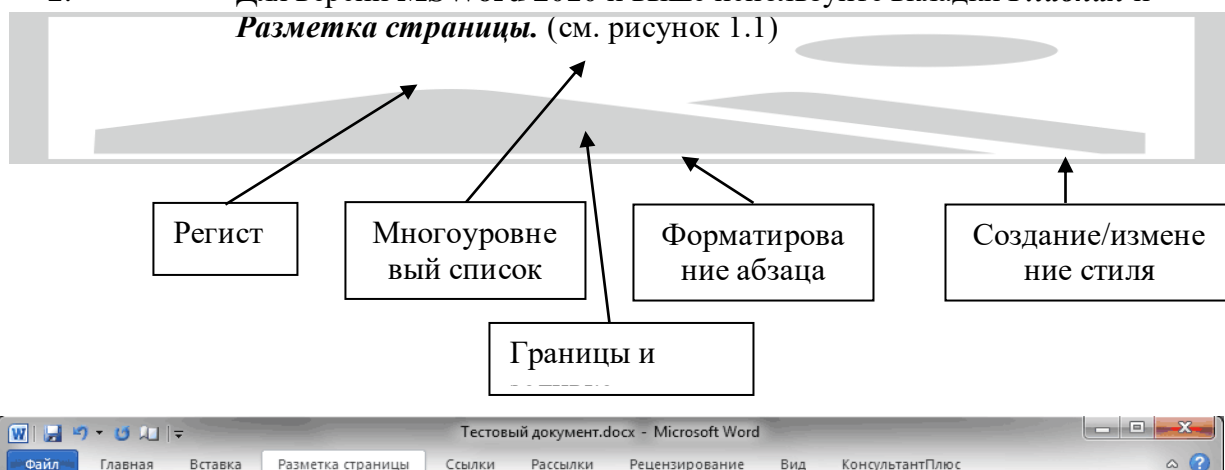 Разметка страницы. (см. рисунок 1.1)
Регист
Многоуровне
вый список
Форматирова
ние абзаца
Создание/измене
ние стиля
Границы и
Тестовый документ.docx - Microsoft Word
Файл Главная Вставка Разметка страницы Ссылки Рассылки Рецензирование Вид КонсультантПлюс